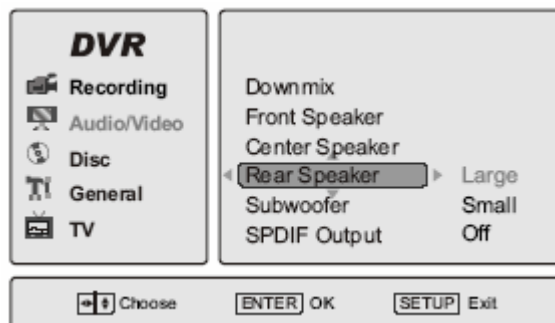 DVR
Recording
Audio/Video
Disc
General
TV
Downmix
Front Speaker
Center Speaker
Rear Speaker Large
Subwoofer Small
SPDIF Output Off
Choose ENTER OK SETUP Exit